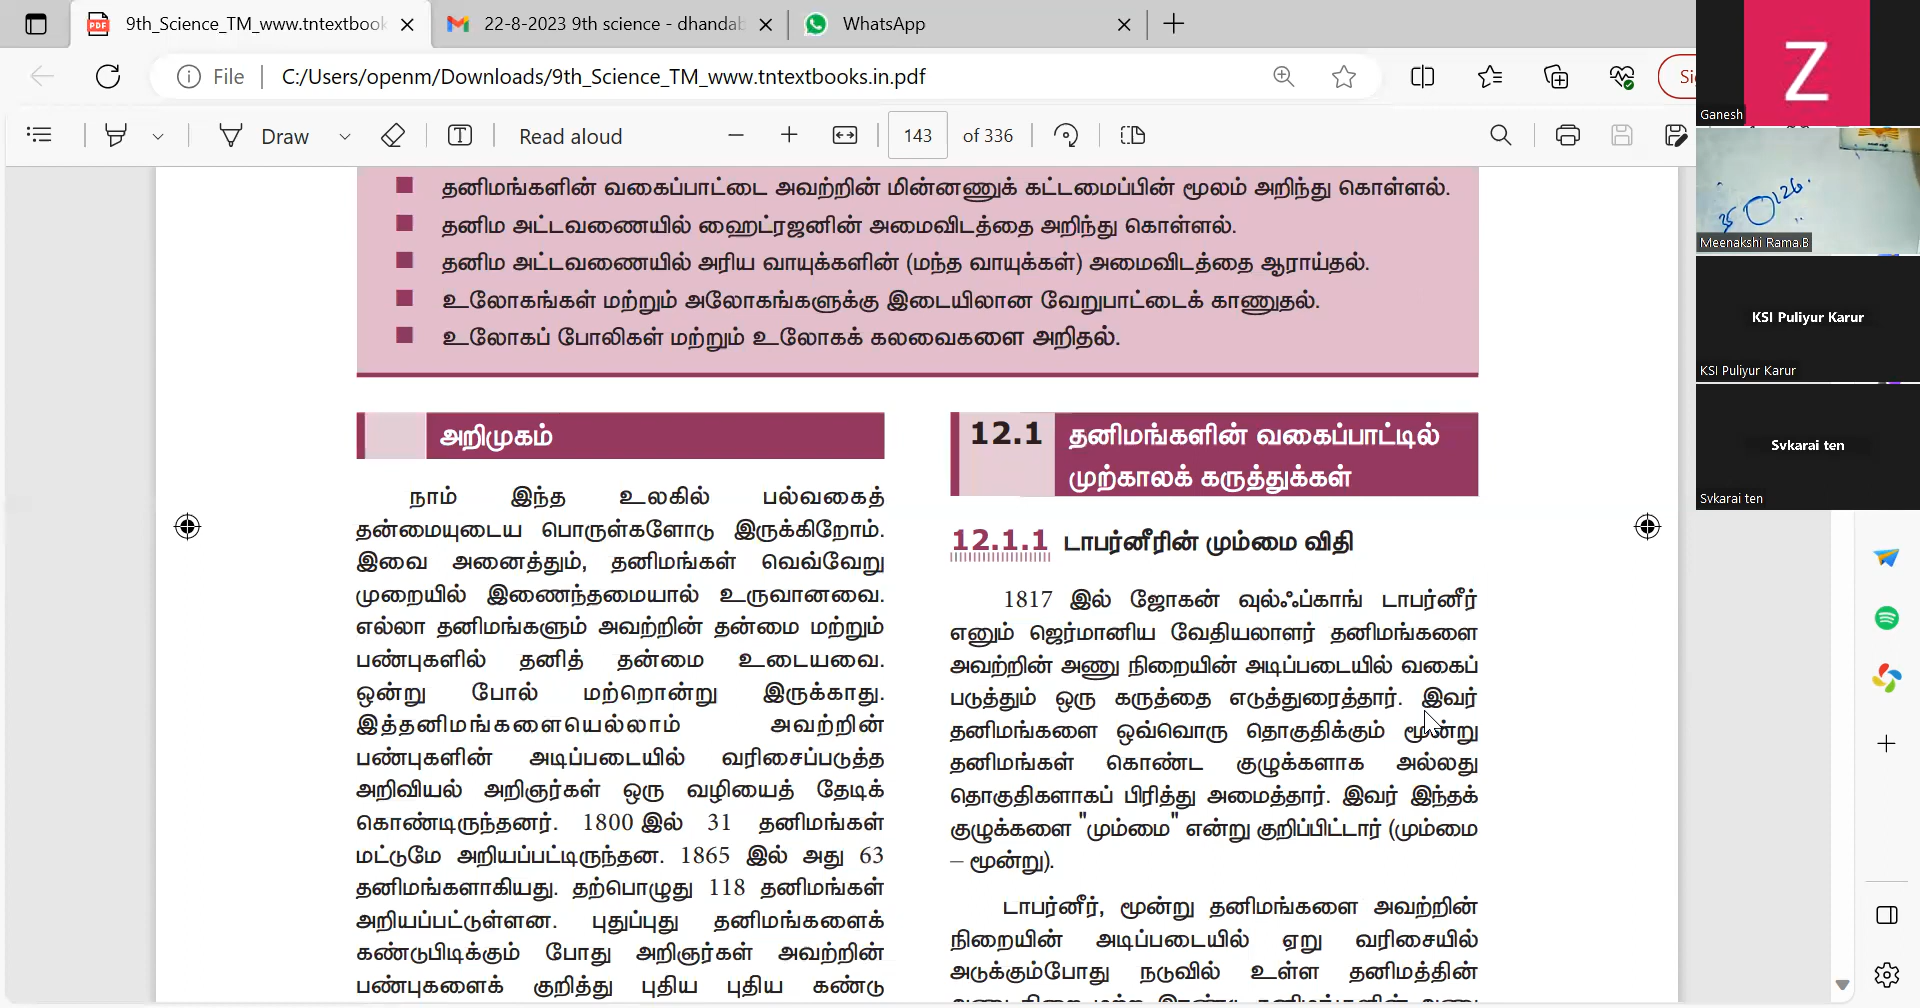 9th_Science_TM_www.tntextbook
22-8-2023 9th science - dhandab
WhatsApp
File
C:/Users/openm/Downloads/9th_Science_TM_www.tntextbooks.in.pdf
Draw
Read aloud
143 of 336
தனிமங்களின் வகைப்பாட்டை அவற்றின் மின்னணுக் கட்டமைப்பின் மூலம் அறிந்து கொள்ளல்.
தனிம அட்டவணையில் ஹைட்ரஜனின் அமைவிடத்தை அறிந்து கொள்ளல்.
தனிம அட்டவணையில் அரிய வாயுக்களின் (மந்த வாயுக்கள்) அமைவிடத்தை ஆராய்தல்.
உலோகங்கள் மற்றும் அலோகங்களுக்கு இடையிலான வேறுபாட்டைக் காணுதல்.
உலோகப் போலிகள் மற்றும் உலோகக் கலவைகளை அறிதல்.
அறிமுகம்
நாம் இந்த உலகில் பல்வகைத்
தன்மையுடைய பொருள்களோடு இருக்கிறோம்.
இவை அனைத்தும், தனிமங்கள் வெவ்வேறு
முறையில் இணைந்தமையால் உருவானவை.
எல்லா தனிமங்களும் அவற்றின் தன்மை மற்றும்
பண்புகளில் தனித் தன்மை உடையவை.
ஒன்று போல் மற்றொன்று இருக்காது.
இத்தனிமங்களையெல்லாம் அவற்றின்
பண்புகளின் அடிப்படையில் வரிசைப்படுத்த
அறிவியல் அறிஞர்கள் ஒரு வழியைத் தேடிக்
கொண்டிருந்தனர். 1800 இல் 31 தனிமங்கள்
மட்டுமே அறியப்பட்டிருந்தன. 1865 இல் அது 63
தனிமங்களாகியது. தற்பொழுது 118 தனிமங்கள்
அறியப்பட்டுள்ளன. புதுப்புது தனிமங்களைக்
கண்டுபிடிக்கும் போது அறிஞர்கள் அவற்றின்
பண்புகளைக் குறித்து புதிய புதிய கண்டு
12.1 தனிமங்களின் வகைப்பாட்டில்
முற்காலக் கருத்துக்கள்
12.1.1 டாபர்னீரின் மும்மை விதி
1817 இல் ஜோகன் வுல்ஃப்காங் டாபர்னீர்
எனும் ஜெர்மானிய வேதியலாளர் தனிமங்களை
அவற்றின் அணு நிறையின் அடிப்படையில் வகைப்
படுத்தும் ஒரு கருத்தை எடுத்துரைத்தார். இவர்
தனிமங்களை ஒவ்வொரு தொகுதிக்கும் மூன்று
தனிமங்கள் கொண்ட குழுக்களாக அல்லது
தொகுதிகளாகப் பிரித்து அமைத்தார். இவர் இந்தக்
குழுக்களை "மும்மை" என்று குறிப்பிட்டார் (மும்மை
– மூன்று).
டாபர்னீர், மூன்று தனிமங்களை அவற்றின்
நிறையின் அடிப்படையில் ஏறு வரிசையில்
அடுக்கும்போது நடுவில் உள்ள தனிமத்தின்
Z
Ganesh
Meenakshi Rama.B
KSI Puliyur Karur
KSI Puliyur Karur
Svkarai ten
Svkarai ten